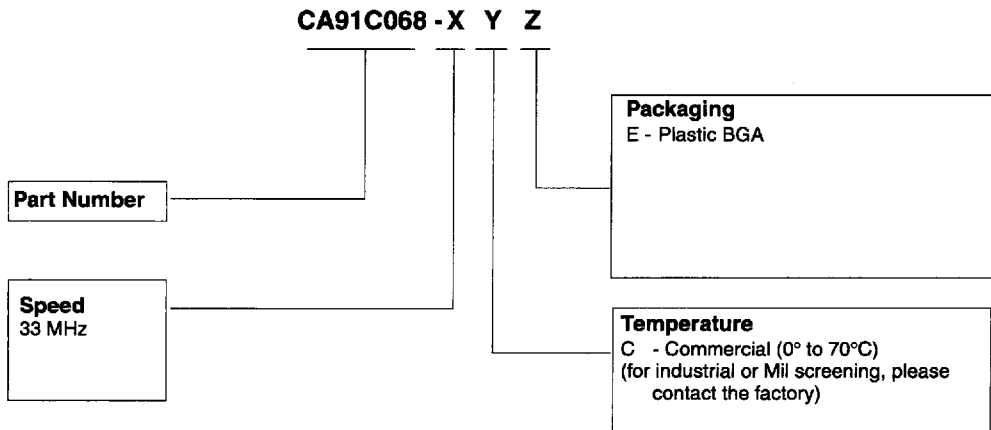 CA91C068 - X Y Z
Packaging
E - Plastic BGA
Part Number
Speed
33 MHz
Temperature
C - Commercial (0° to 70°C)
(for industrial or Mil screening, please
contact the factory)